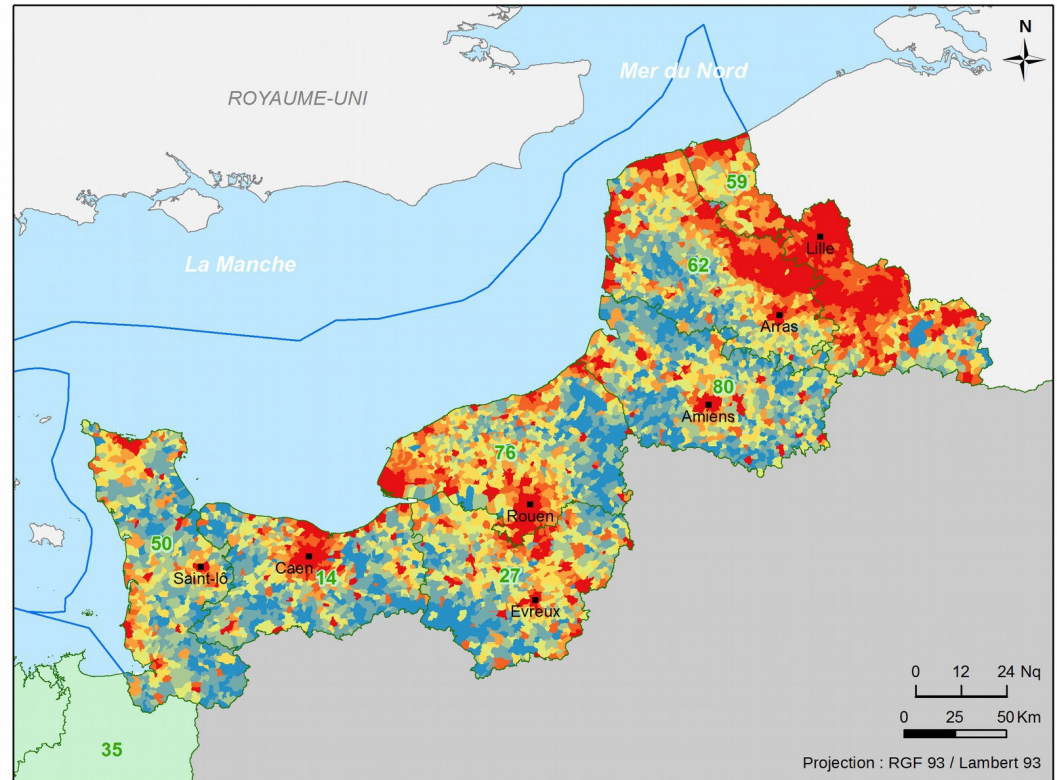 N
Mer du Nord
ROYAUME-UNI
59
Lille
La Manche
62
Arras
80
Amiens
76
Rouen
50
Saint-lô
Caen
14
27
Evreux
0 12 24 Nq
0 25 50 Km
35
Projection : RGF 93 / Lambert 93